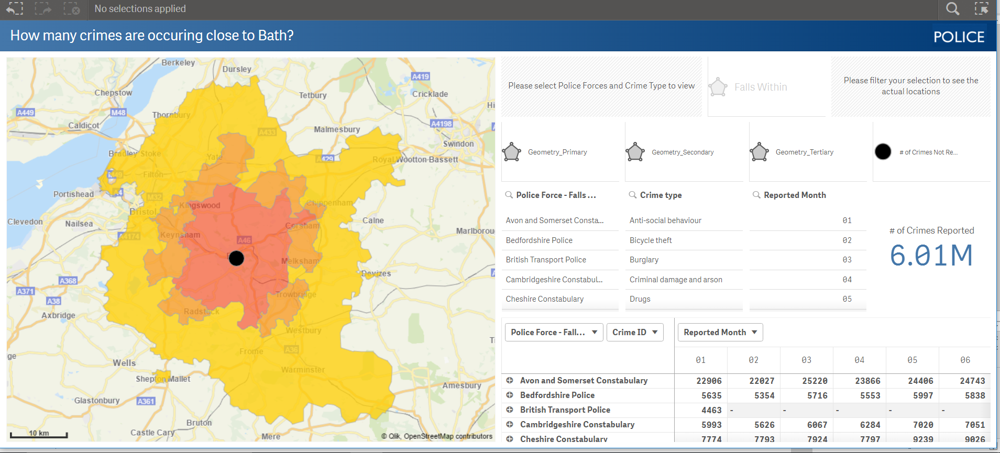 No selections applied
How many crimes are occuring close to Bath?
POLICE
Berkeley
Dursley
A419
Chepstow
Tetbury
Cricklade
A449
M48
Thornbury
Hi
Caldicot
A433
Malmesbury
A4198
Swindon
Bradley Stoke
Yate
A429
Royal Wootton Bassett
Filton
Portishead
A4
M32
Kingswood
Chippenham
Bristol
Clevedon
Nailsea
Calne
Corsham
Marlborou
A4174
Keynsham
A46
Melksham
Devizes
A368
A371
Trowbridge
A38
Radstock
Axbridge
Westbury
Frome
A36
ge
Wells
Warminster
Shepton Mallet
Amesbury
Glastonbury
A361
Bruton
10 km
Castle Cary
Mere
© Qlik, OpenStreetMap contributors
Please select Police Forces and Crime Type to view
Falls Within
Please filter your selection to see the
actual locations
Geometry_Primary
Geometry_Secondary
Geometry_Tertiary
# of Crimes Not Re...
Police Force - Falls ...
Crime type
Reported Month
Avon and Somerset Consta...
Anti-social behaviour
01
Bedfordshire Police
Bicycle theft
02
British Transport Police
Burglary
03
Cambridgeshire Constabul...
Criminal damage and arson
04
Cheshire Constabulary
Drugs
05
# of Crimes Reported
6.01M
Police Force - Fall... Crime ID Reported Month
01 02 03 04 05 06
Avon and Somerset Constabulary 22906 22027 25220 23866 24406 24743
Bedfordshire Police 5635 5354 5716 5553 5997 5838
British Transport Police 4463 - - - - -
Cambridgeshire Constabulary 5993 5626 6067 6284 7020 7051
Cheshire Constabulary 7774 7793 7924 7797 9239 9026